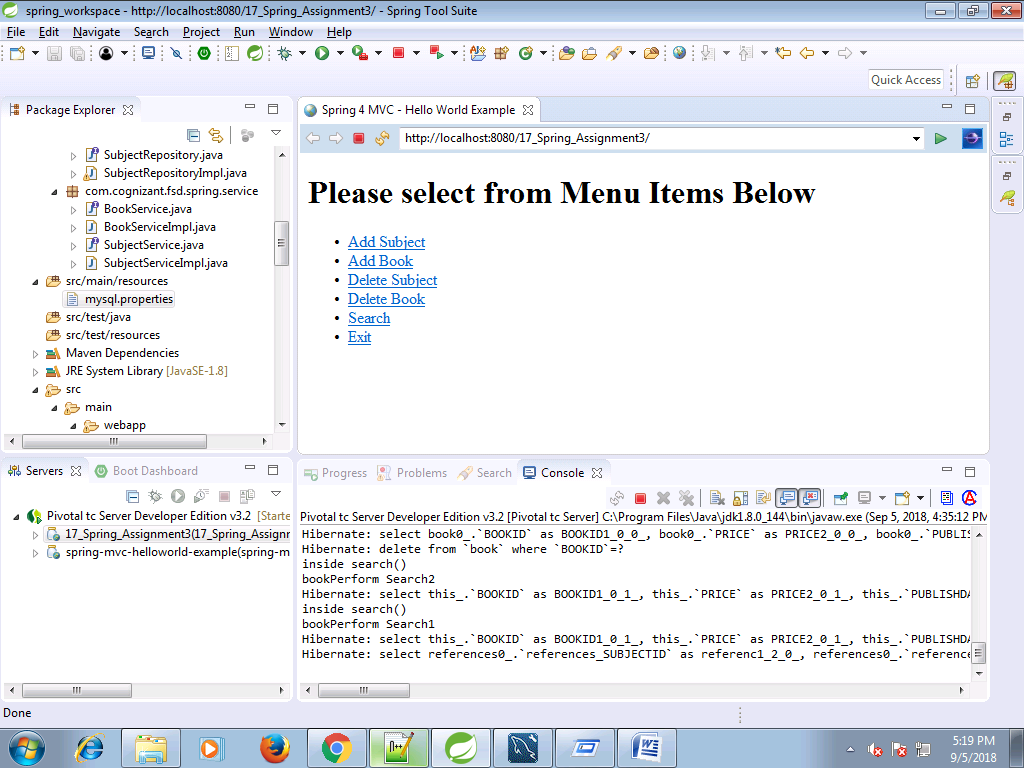 spring_workspace - http://localhost:8080/17_Spring_Assignment3/ - Spring Tool Suite
File Edit Navigate Search Project Run Window Help
Quick Access
Package Explorer
SubjectRepository.java
SubjectRepositoryImpl.java
com.cognizant.fsd.spring.service
BookService.java
BookServiceImpl.java
SubjectService.java
SubjectServiceImpl.java
src/main/resources
mysql.properties
src/test/java
src/test/resources
Maven Dependencies
JRE System Library [JavaSE-1.8]
src
main
webapp
Spring 4 MVC - Hello World Example
http://localhost:8080/17_Spring_Assignment3/
Please select from Menu Items Below
• Add Subject
• Add Book
• Delete Subject
• Delete Book
• Search
• Exit
Servers Boot Dashboard
Pivotal tc Server Developer Edition v3.2 [Starte
17_Spring_Assignment3(17_Spring_Assignr
spring-mvc-helloworld-example(spring-m
Progress Problems Search Console
Pivotal tc Server Developer Edition v3.2 [Pivotal tc Server] C:\Program Files\Java\jdk1.8.0_144\bin\javaw.exe (Sep 5, 2018, 4:35:12 PM
Hibernate: select book0_.`BOOKID` as BOOKID1_0_0_, book0_.`PRICE` as PRICE2_0_0_, book0_.`PUBLIS
Hibernate: delete from `book` where `BOOKID`=?
inside search()
bookPerform Search2
Hibernate: select this_.`BOOKID` as BOOKID1_0_1_, this_.`PRICE` as PRICE2_0_1_, this_.`PUBLISHDA
inside search()
bookPerform Search1
Hibernate: select this_.`BOOKID` as BOOKID1_0_1_, this_.`PRICE` as PRICE2_0_1_, this_.`PUBLISHDA
Hibernate: select references0_.`references_SUBJECTID` as referenc1_2_0_, references0_.`reference
Done
5:19 PM
9/5/2018